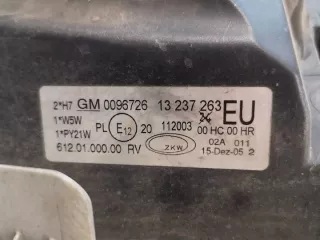 2*H7 GM 0096726 13 237 263 EU
1*W5W PL E12 20 112003 00 HC 00 HR
1*PY21W ZKW 02A 011
612.01.000.00 RV 15-Dez-05 2